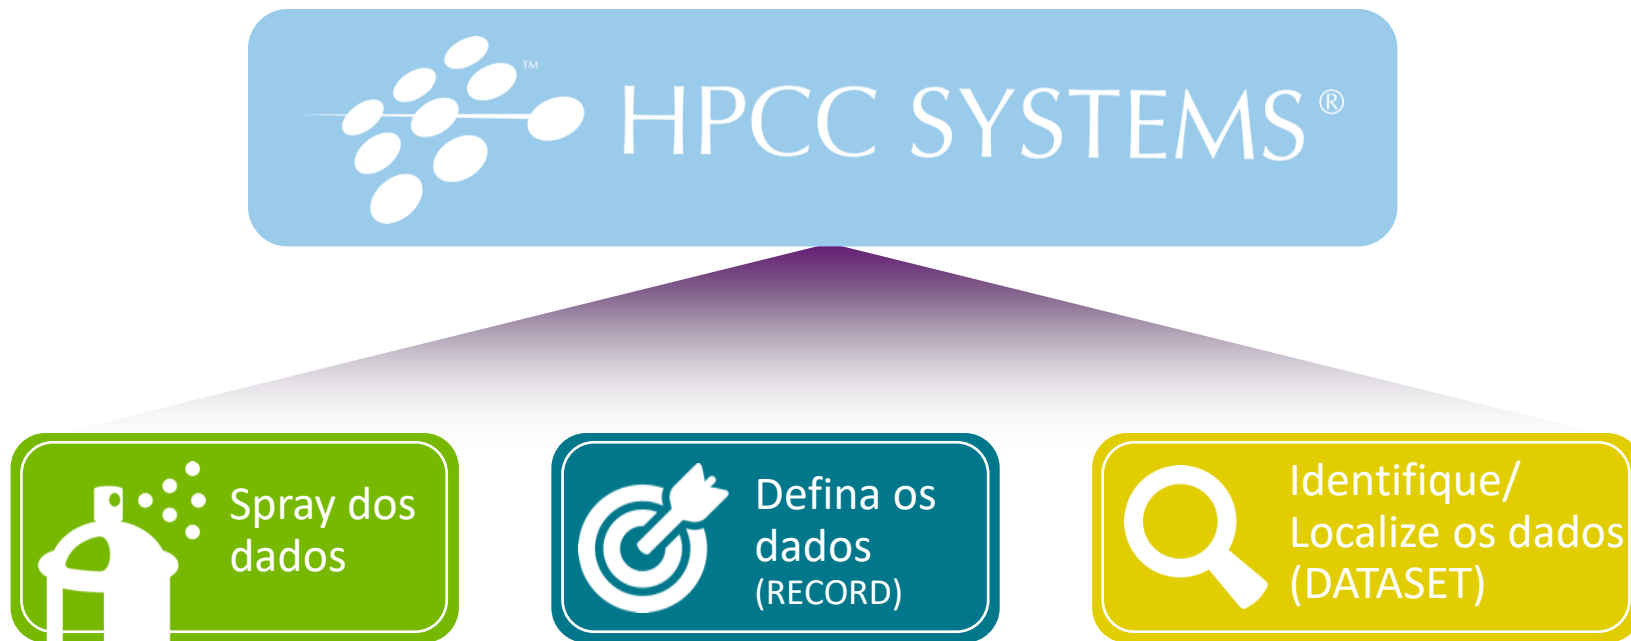 HPCC SYSTEMS®
™
Spray dos
dados
Defina os
dados
(RECORD)
Identifique/
Localize os dados
(DATASET)